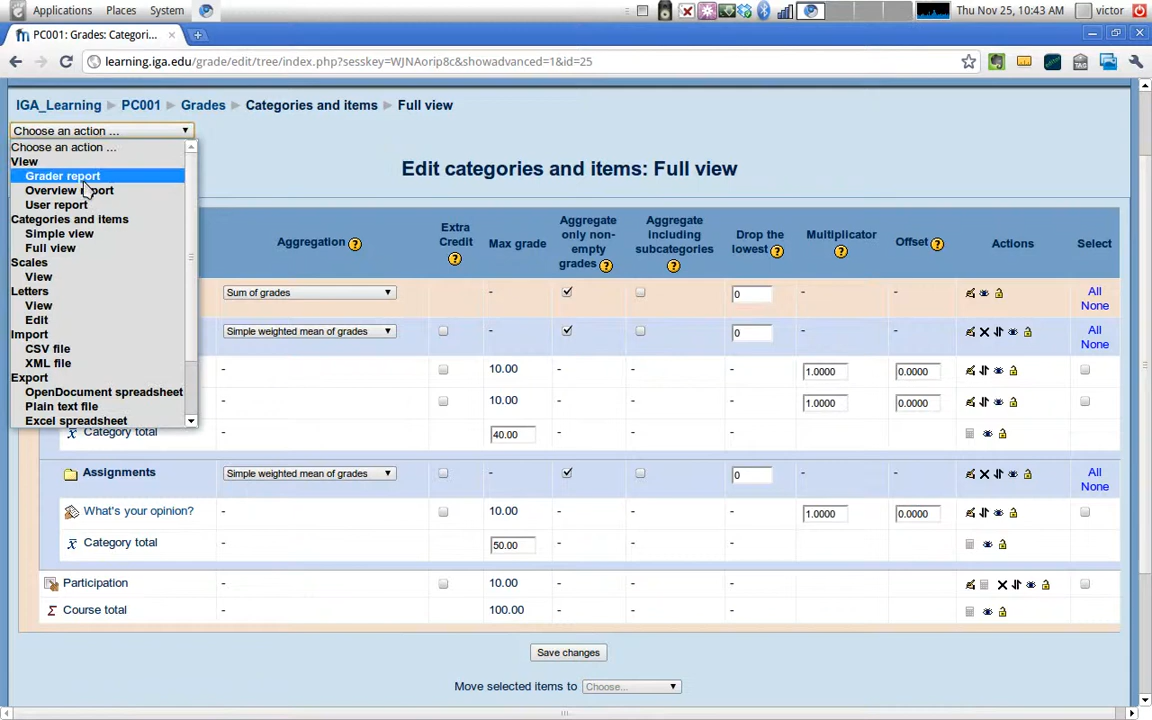 Applications Places System Thu Nov 25, 10:43 AM victor
PC001: Grades: Categori...
learning.iga.edu/grade/edit/tree/index.php?sesskey=WJNAorip8c&showadvanced=1&id=25
IGA_Learning PC001 Grades Categories and items Full view
Choose an action ...
Choose an action ...
View
Grader report
Overview report
User report
Categories and items
Simple view
Full view
Scales
View
Letters
View
Edit
Import
CSV file
XML file
Export
OpenDocument spreadsheet
Plain text file
Excel spreadsheet
Edit categories and items: Full view
Aggregation ? Extra Credit ? Max grade Aggregate only non-empty grades ? Aggregate including subcategories ? Drop the lowest ? Multiplicator ? Offset ? Actions Select
Sum of grades - 0 - - All None
Simple weighted mean of grades - 0 - - All None
- 10.00 - - - 1.0000 0.0000
- 10.00 - - - 1.0000 0.0000
x̄ Category total - 40.00 - - -
Assignments Simple weighted mean of grades - 0 - - All None
What's your opinion? - 10.00 - - - 1.0000 0.0000
x̄ Category total - 50.00 - - -
Participation - 10.00 - - -
Σ Course total - 100.00 - - -
Save changes
Move selected items to Choose...